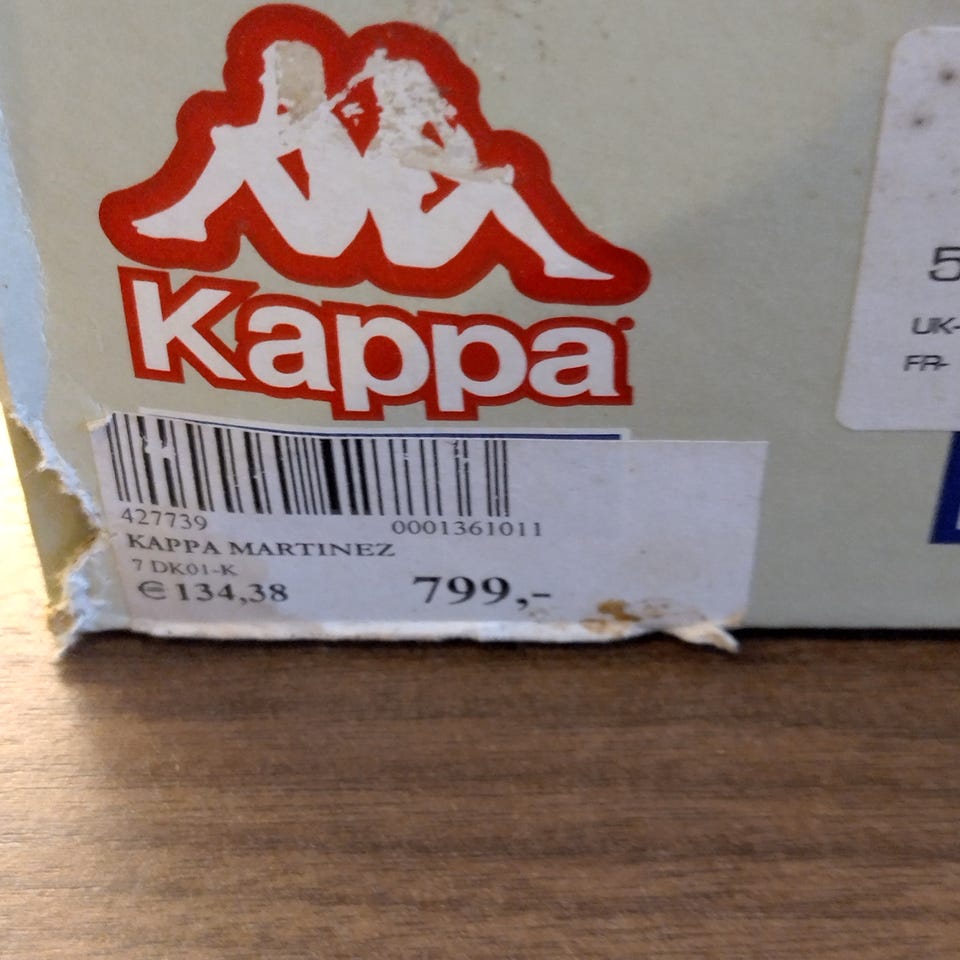 Kappa
427739 0001361011
KAPPA MARTINEZ
7 DK01-K
€ 134,38 799,-
5
UK-
FR-